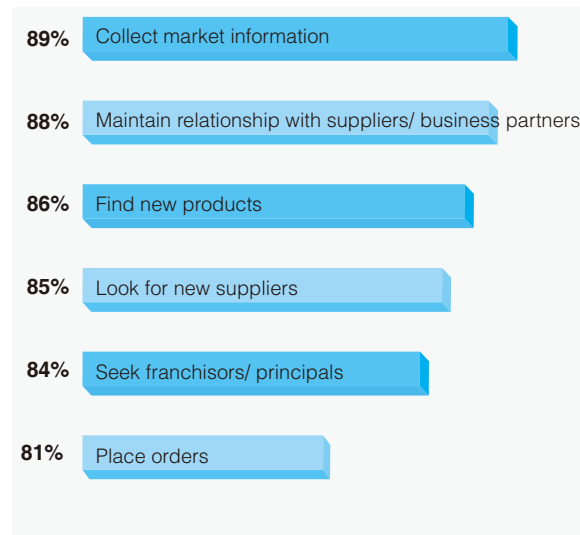 89% Collect market information
88% Maintain relationship with suppliers/ business partners
86% Find new products
85% Look for new suppliers
84% Seek franchisors/ principals
81% Place orders